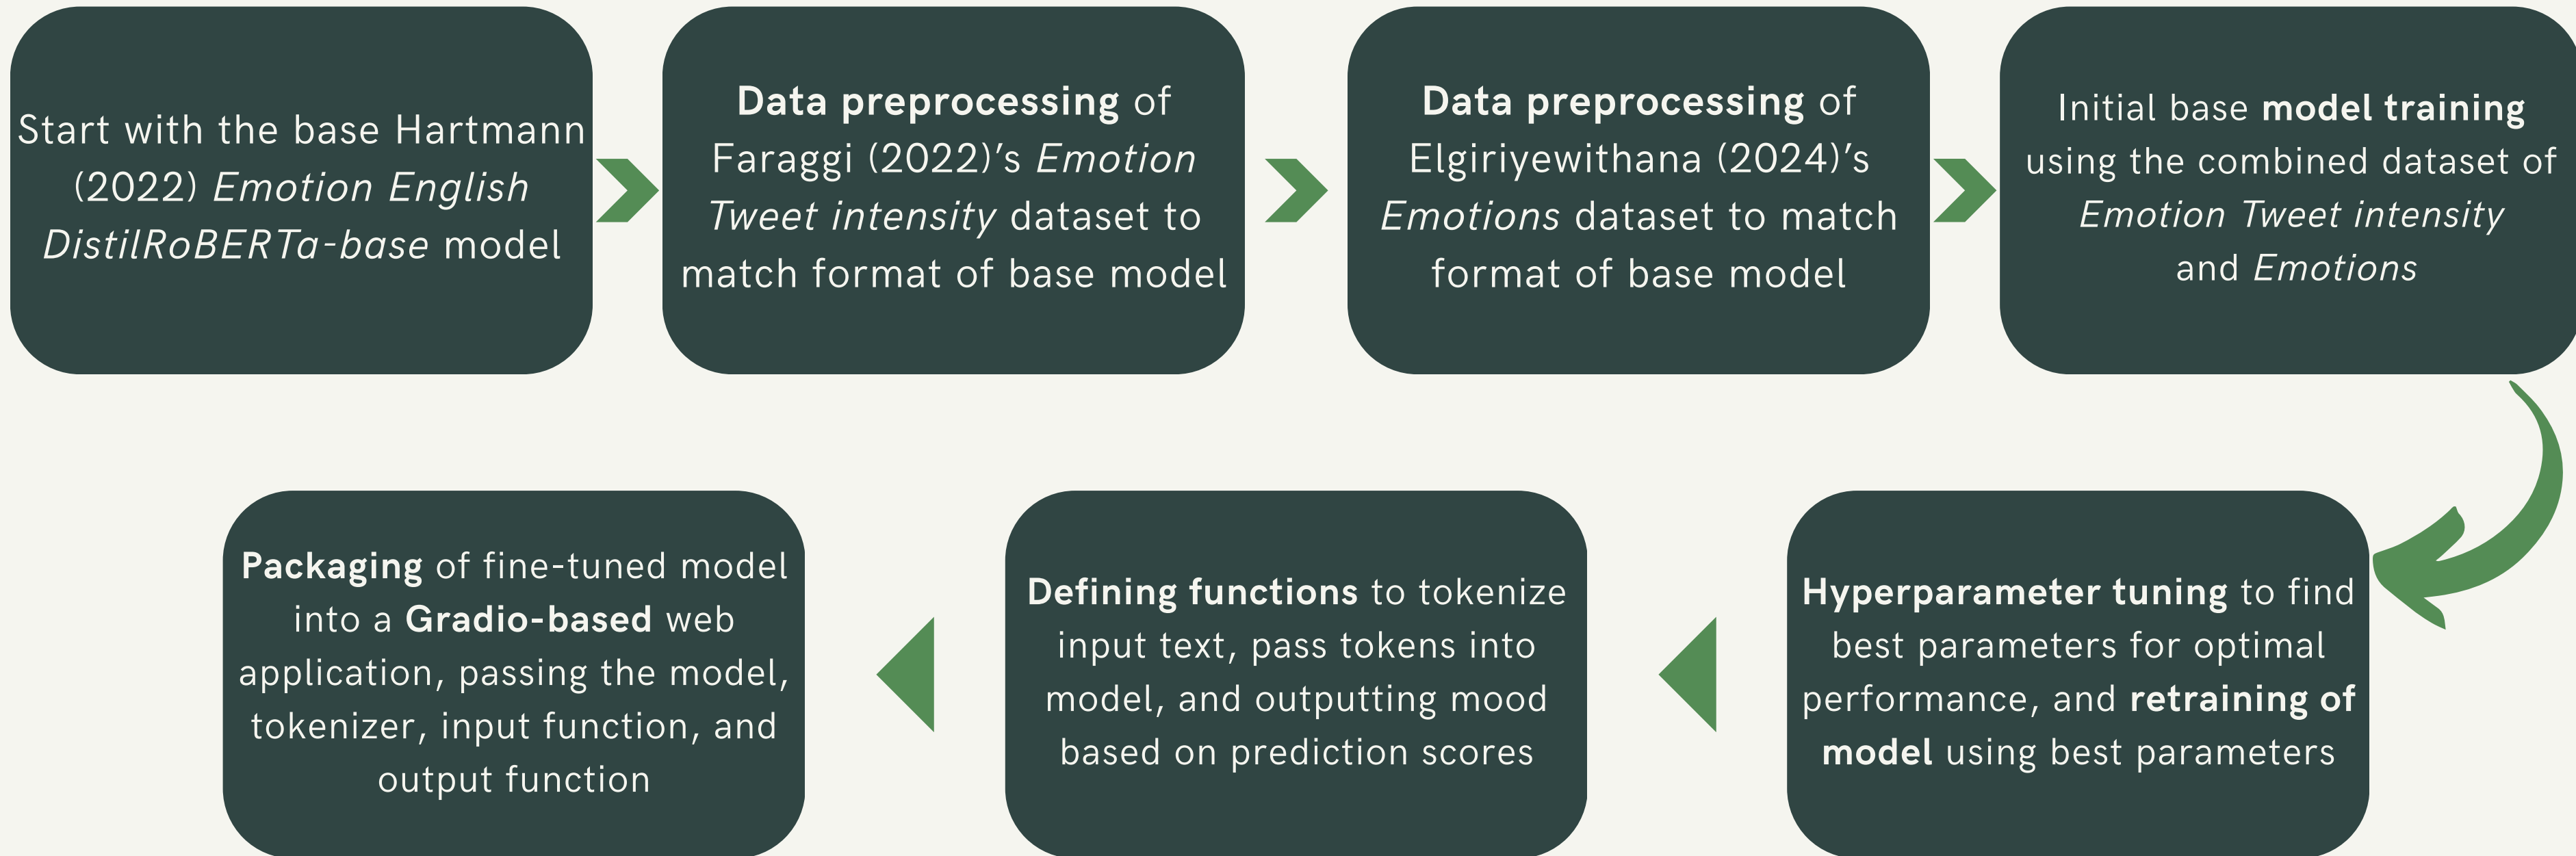 Start with the base Hartmann
(2022) Emotion English
DistilRoBERTa-base model
Data preprocessing of
Faraggi (2022)’s Emotion
Tweet intensity dataset to
match format of base model
Data preprocessing of
Elgiriyewithana (2024)’s
Emotions dataset to match
format of base model
Initial base model training
using the combined dataset of
Emotion Tweet intensity
and Emotions
Hyperparameter tuning to find
best parameters for optimal
performance, and retraining of
model using best parameters
Defining functions to tokenize
input text, pass tokens into
model, and outputting mood
based on prediction scores
Packaging of fine-tuned model
into a Gradio-based web
application, passing the model,
tokenizer, input function, and
output function